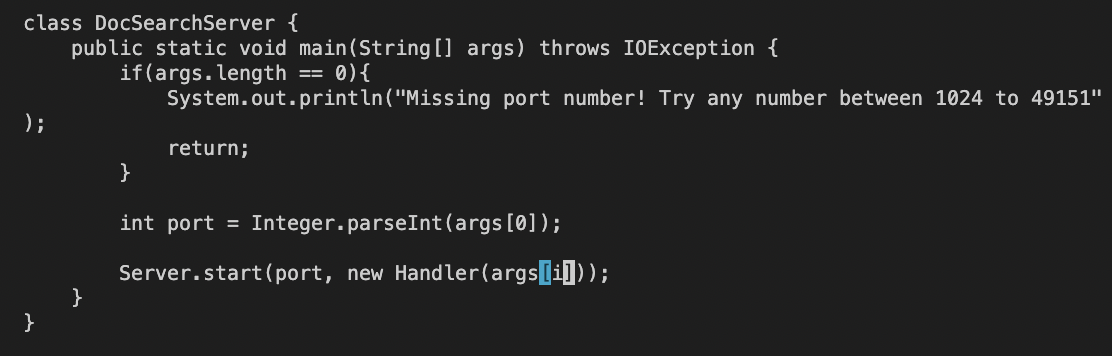 class DocSearchServer {
    public static void main(String[] args) throws IOException {
        if(args.length == 0){
            System.out.println("Missing port number! Try any number between 1024 to 49151"
);
            return;
        }

        int port = Integer.parseInt(args[0]);

        Server.start(port, new Handler(args[i]));
    }
}